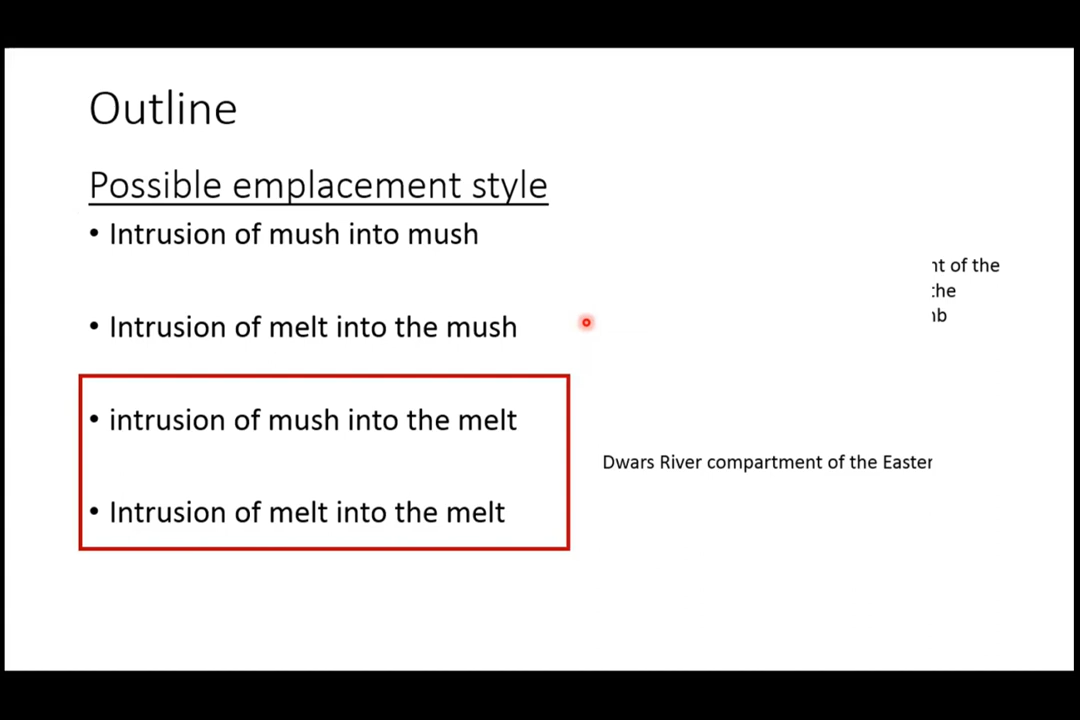 Outline
Possible emplacement style
• Intrusion of mush into mush
of the
• Intrusion of melt into the mush
• intrusion of mush into the melt
Dwars River compartment of the Easter
• Intrusion of melt into the melt